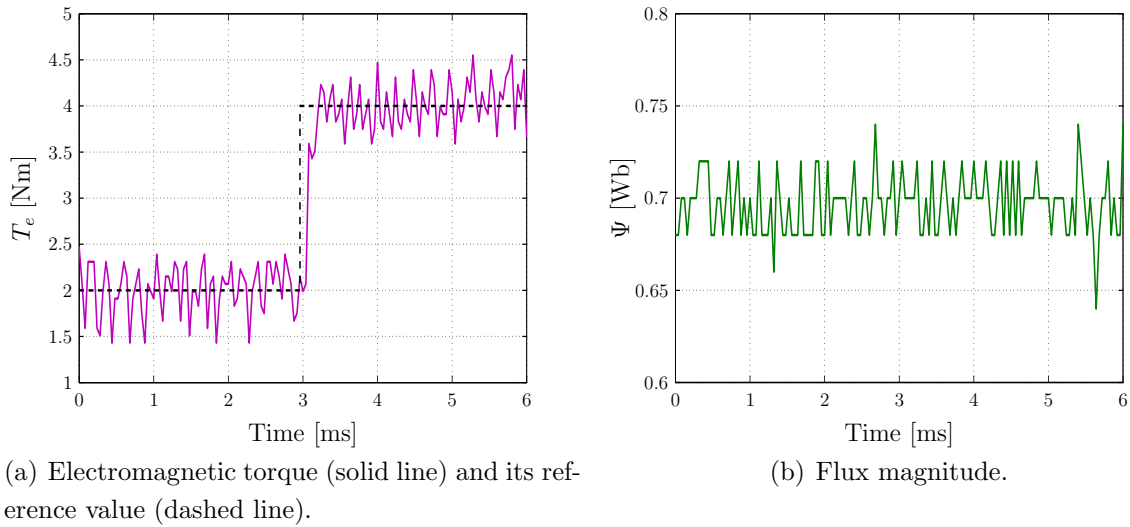 5
4.5
4
3.5
3
2.5
2
1.5
1
T_e [Nm]
0 1 2 3 4 5 6
Time [ms]
(a) Electromagnetic torque (solid line) and its ref-
erence value (dashed line).
0.8
0.75
0.7
0.65
0.6
Ψ [Wb]
0 1 2 3 4 5 6
Time [ms]
(b) Flux magnitude.